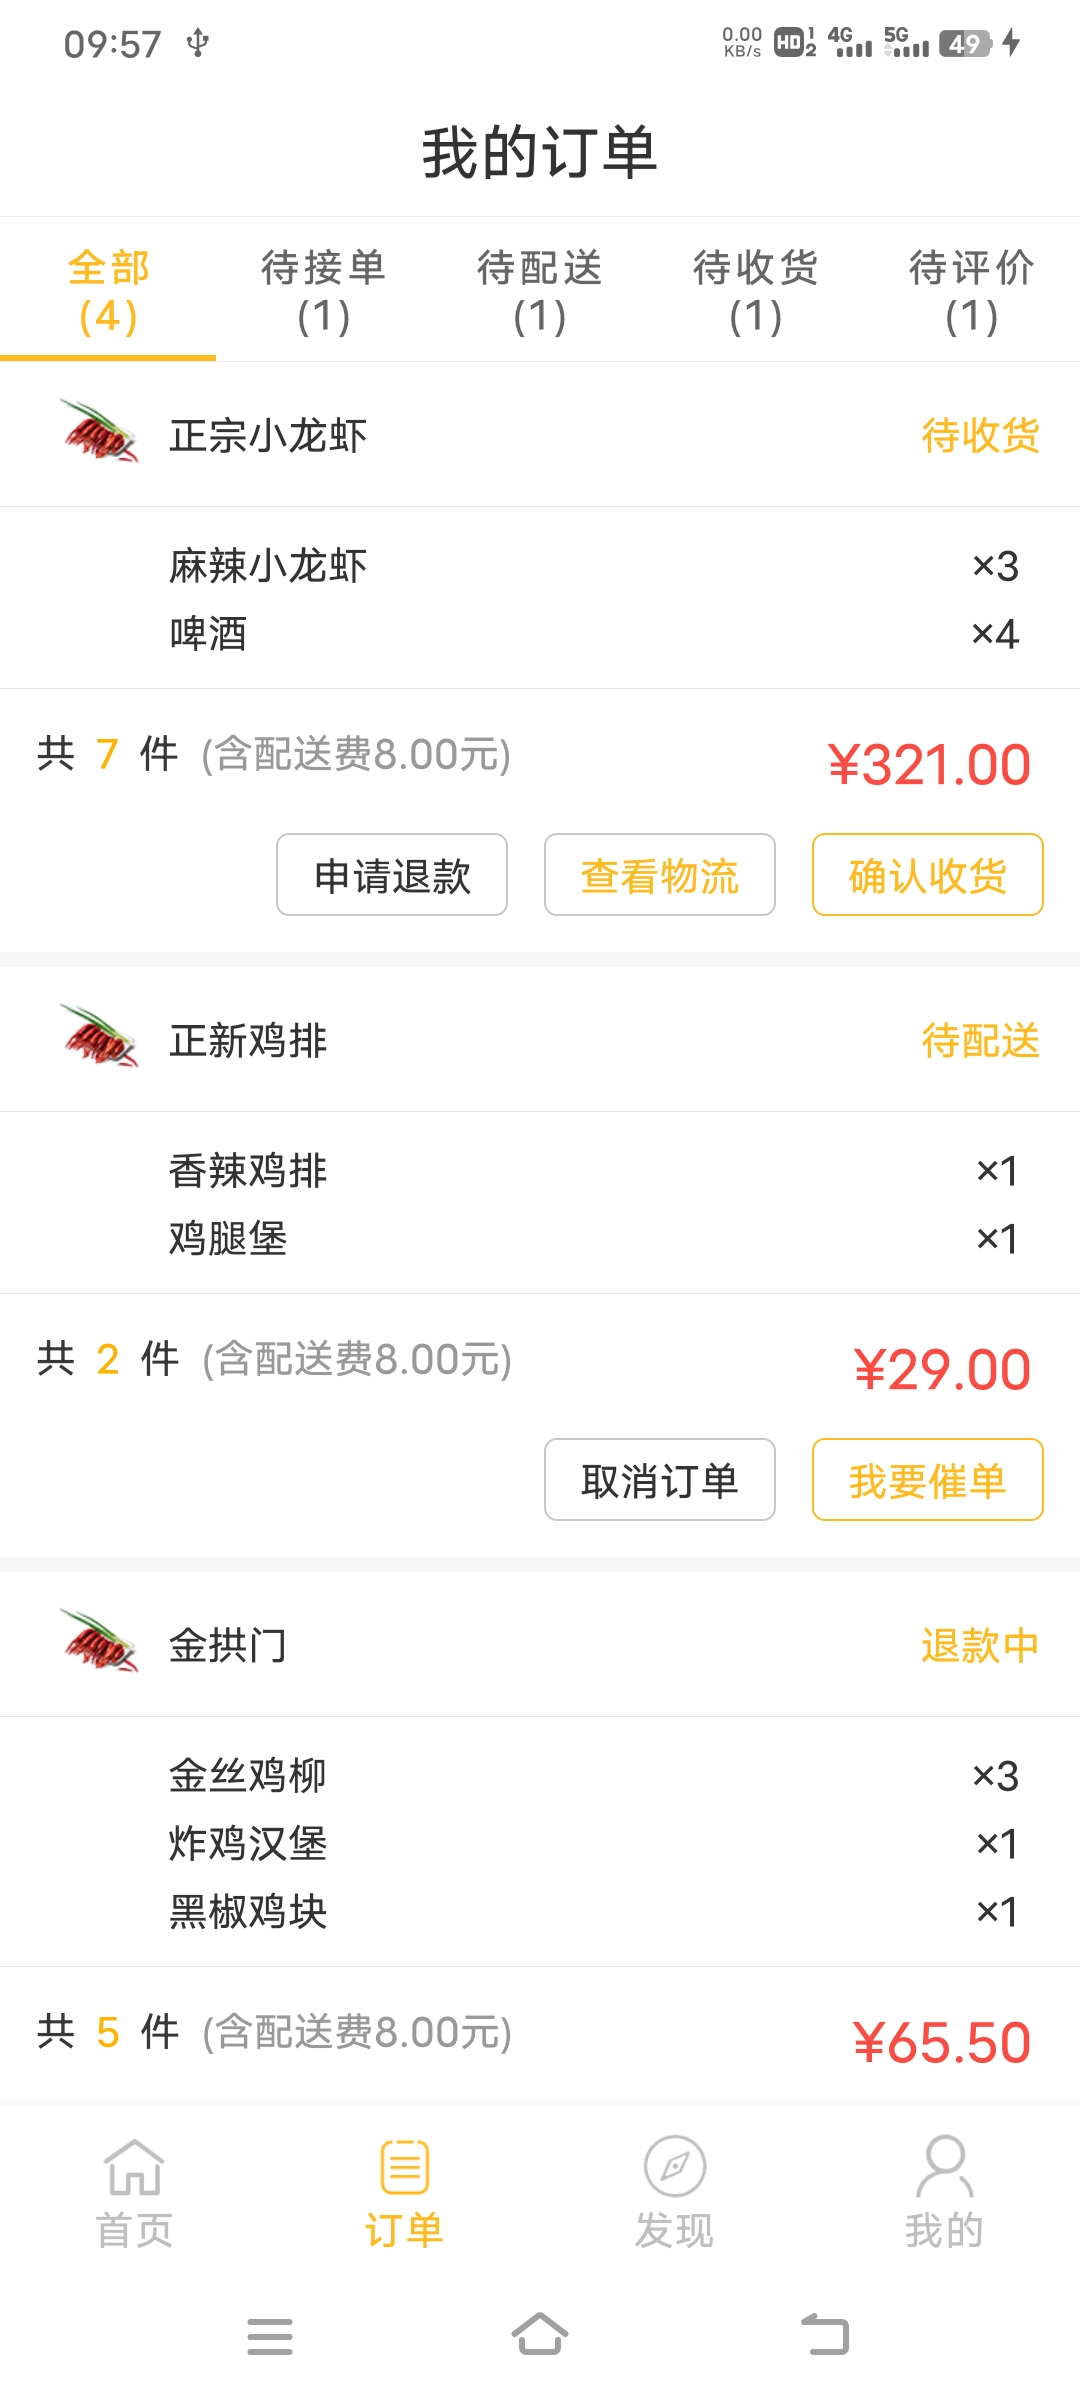 09:57
0.00 KB/s HD 1 2 4G 5G 49
我的订单
全部 待接单 待配送 待收货 待评价
(4) (1) (1) (1) (1)
正宗小龙虾 待收货
麻辣小龙虾 ×3
啤酒 ×4
共 7 件 (含配送费8.00元) ¥321.00
申请退款 查看物流 确认收货
正新鸡排 待配送
香辣鸡排 ×1
鸡腿堡 ×1
共 2 件 (含配送费8.00元) ¥29.00
取消订单 我要催单
金拱门 退款中
金丝鸡柳 ×3
炸鸡汉堡 ×1
黑椒鸡块 ×1
共 5 件 (含配送费8.00元) ¥65.50
首页 订单 发现 我的